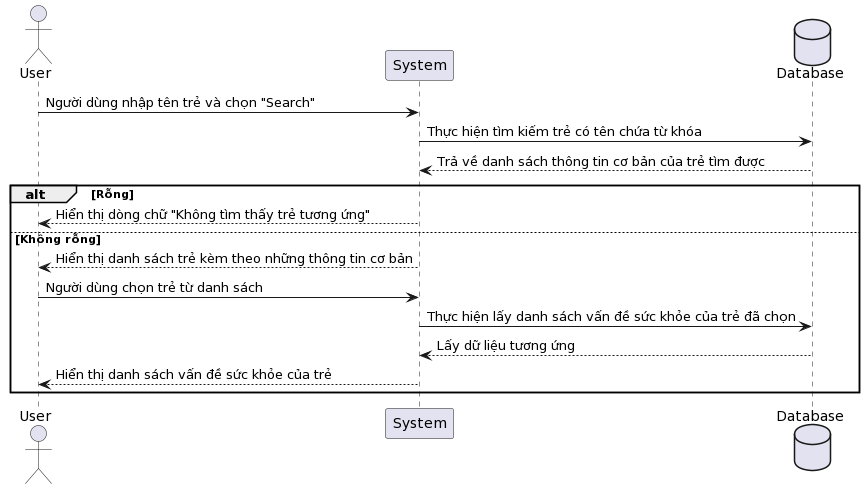 User
System
Database
Người dùng nhập tên trẻ và chọn "Search"
Thực hiện tìm kiếm trẻ có tên chứa từ khóa
Trả về danh sách thông tin cơ bản của trẻ tìm được
alt [Rỗng]
Hiển thị dòng chữ "Không tìm thấy trẻ tương ứng"
[Không rỗng]
Hiển thị danh sách trẻ kèm theo những thông tin cơ bản
Người dùng chọn trẻ từ danh sách
Thực hiện lấy danh sách vấn đề sức khỏe của trẻ đã chọn
Lấy dữ liệu tương ứng
Hiển thị danh sách vấn đề sức khỏe của trẻ
User
System
Database